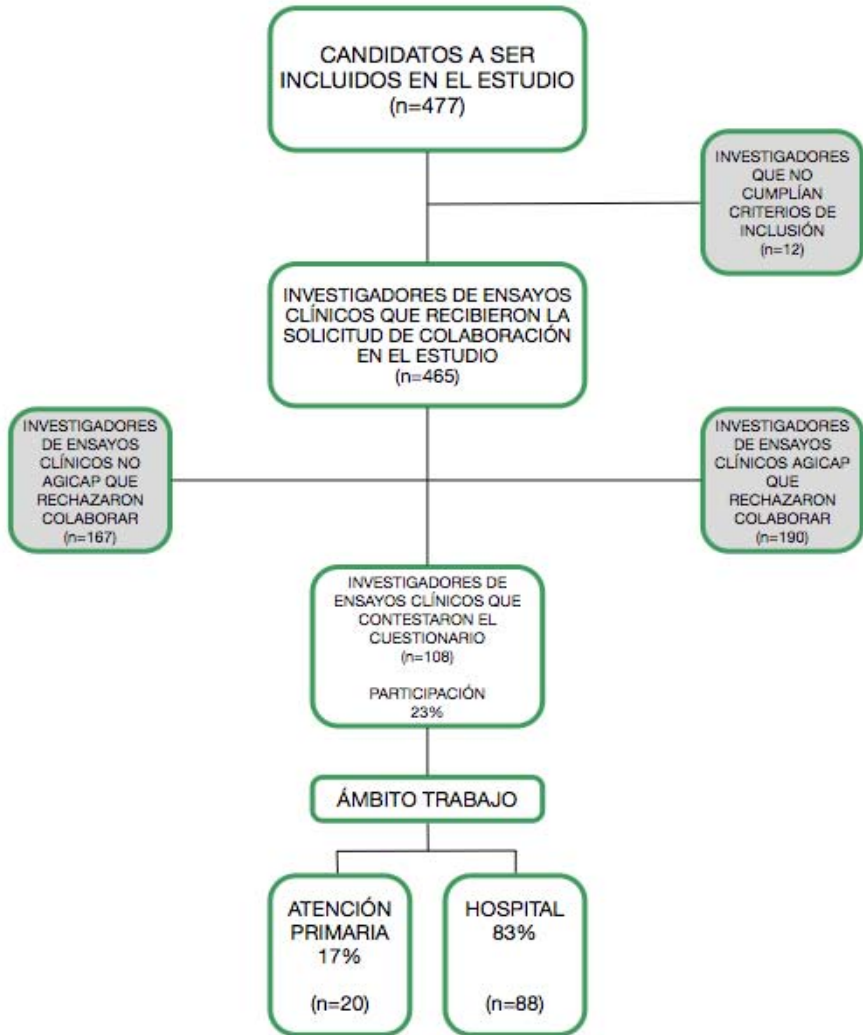 CANDIDATOS A SER
INCLUIDOS EN EL ESTUDIO
(n=477)
INVESTIGADORES
QUE NO
CUMPLÍAN
CRITERIOS DE
INCLUSIÓN
(n=12)
INVESTIGADORES DE ENSAYOS
CLÍNICOS QUE RECIBIERON LA
SOLICITUD DE COLABORACIÓN
EN EL ESTUDIO
(n=465)
INVESTIGADORES
DE ENSAYOS
CLÍNICOS NO
AGICAP QUE
RECHAZARON
COLABORAR
(n=167)
INVESTIGADORES
DE ENSAYOS
CLÍNICOS AGICAP
QUE
RECHAZARON
COLABORAR
(n=190)
INVESTIGADORES DE
ENSAYOS CLÍNICOS QUE
CONTESTARON EL
CUESTIONARIO
(n=108)
PARTICIPACIÓN
23%
ÁMBITO TRABAJO
ATENCIÓN
PRIMARIA
17%
(n=20)
HOSPITAL
83%
(n=88)